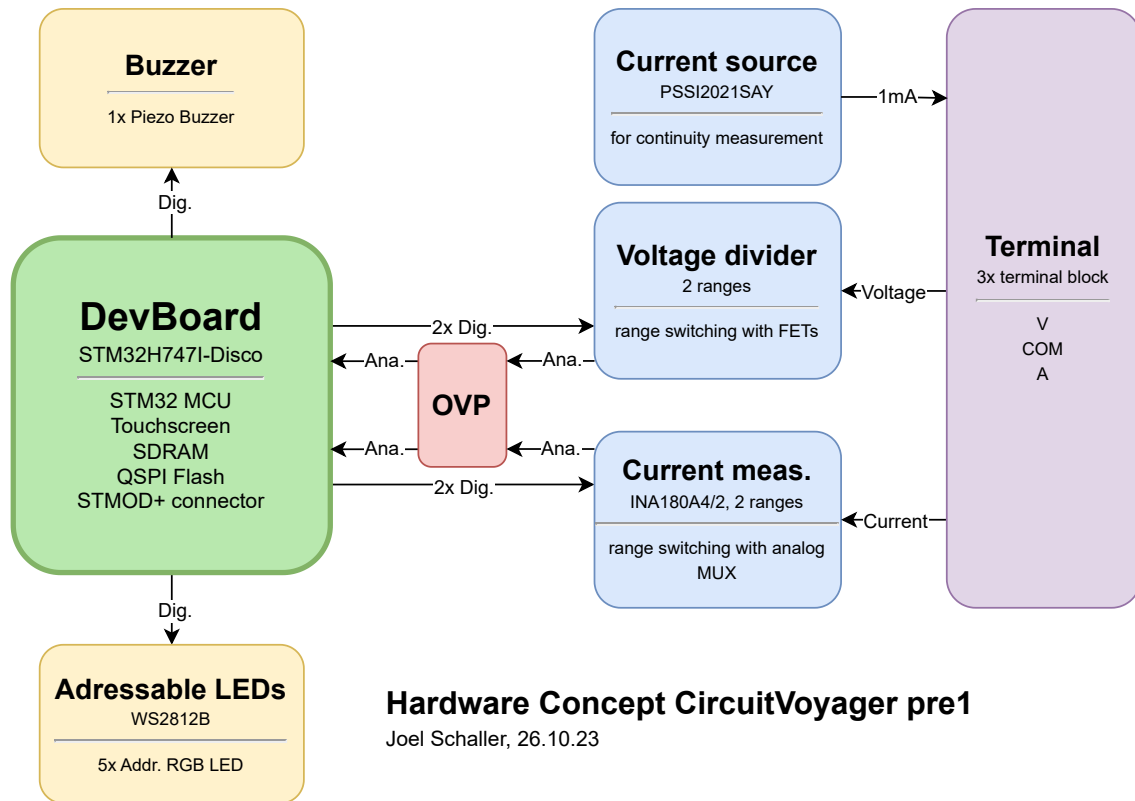 Buzzer
1x Piezo Buzzer
Dig.
DevBoard
STM32H747I-Disco
STM32 MCU
Touchscreen
SDRAM
QSPI Flash
STMOD+ connector
Dig.
Adressable LEDs
WS2812B
5x Addr. RGB LED
2x Dig.
Ana.
Ana.
OVP
Ana.
Ana.
2x Dig.
Current source
PSSI2021SAY
for continuity measurement
1mA
Voltage divider
2 ranges
range switching with FETs
Voltage
Current meas.
INA180A4/2, 2 ranges
range switching with analog
MUX
Current
Terminal
3x terminal block
V
COM
A
Hardware Concept CircuitVoyager pre1
Joel Schaller, 26.10.23